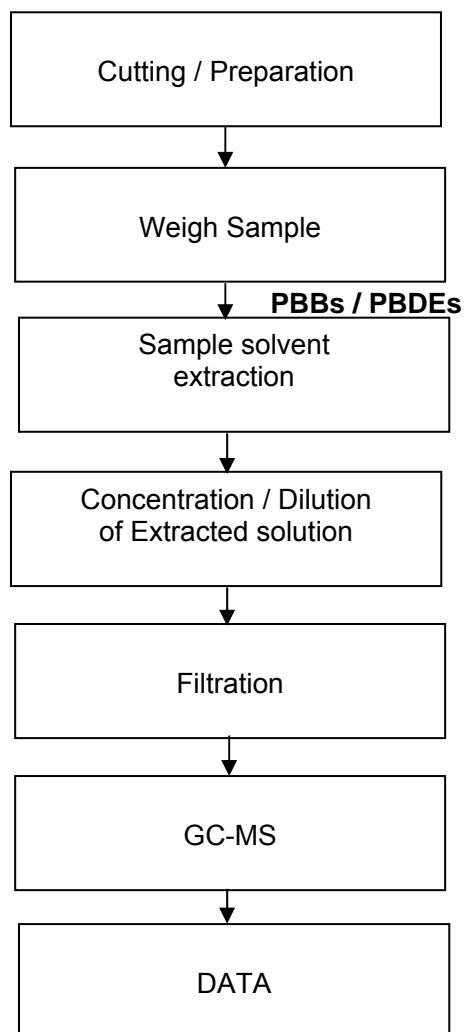 Cutting / Preparation
Weigh Sample
PBBs / PBDEs
Sample solvent
extraction
Concentration / Dilution
of Extracted solution
Filtration
GC-MS
DATA